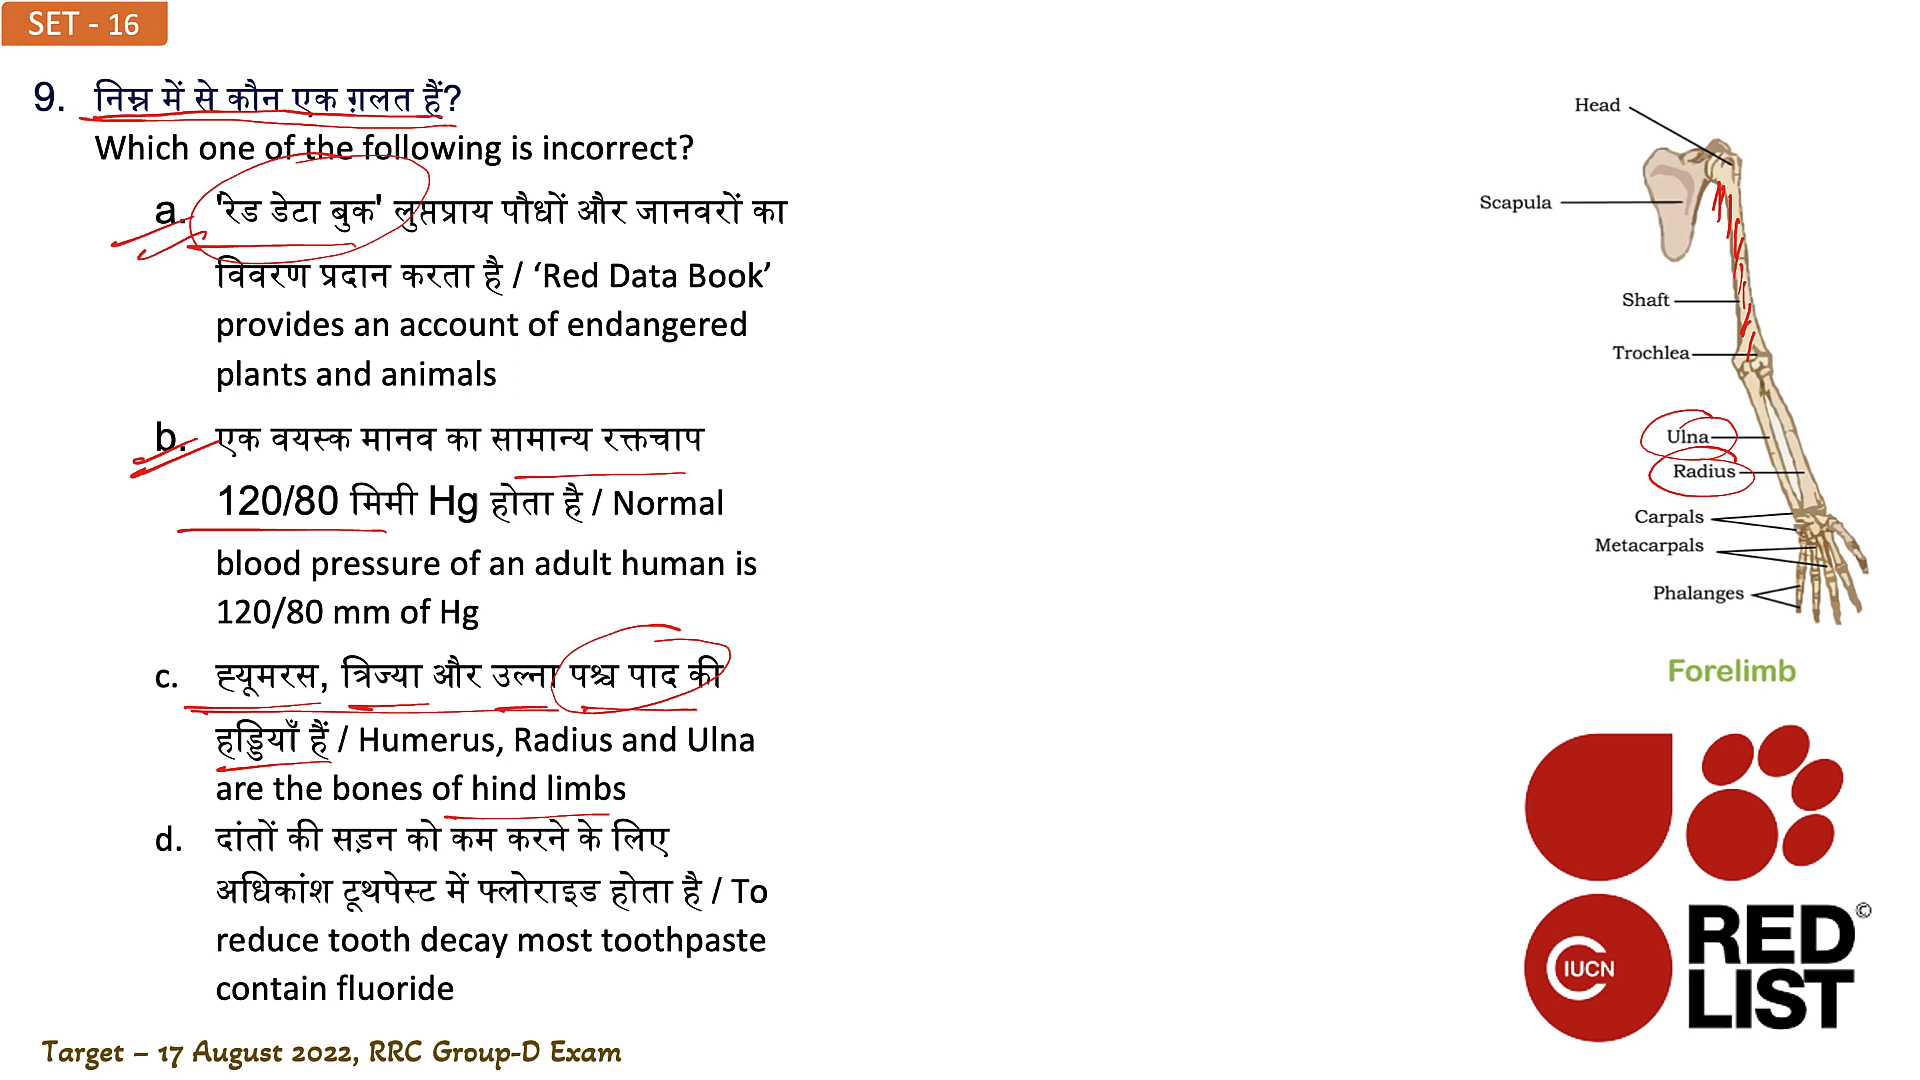 SET - 16
9. निम्न में से कौन एक ग़लत हैं?
Which one of the following is incorrect?
a. 'रेड डेटा बुक' लुप्तप्राय पौधों और जानवरों का
विवरण प्रदान करता है / ‘Red Data Book’
provides an account of endangered
plants and animals
b. एक वयस्क मानव का सामान्य रक्तचाप
120/80 मिमी Hg होता है / Normal
blood pressure of an adult human is
120/80 mm of Hg
c. ह्यूमरस, त्रिज्या और उल्ना पश्च पाद की
हड्डियाँ हैं / Humerus, Radius and Ulna
are the bones of hind limbs
d. दांतों की सड़न को कम करने के लिए
अधिकांश टूथपेस्ट में फ्लोराइड होता है / To
reduce tooth decay most toothpaste
contain fluoride
Target – 17 August 2022, RRC Group-D Exam
Head
Scapula
Shaft
Trochlea
Ulna
Radius
Carpals
Metacarpals
Phalanges
Forelimb
IUCN
RED ©
LIST